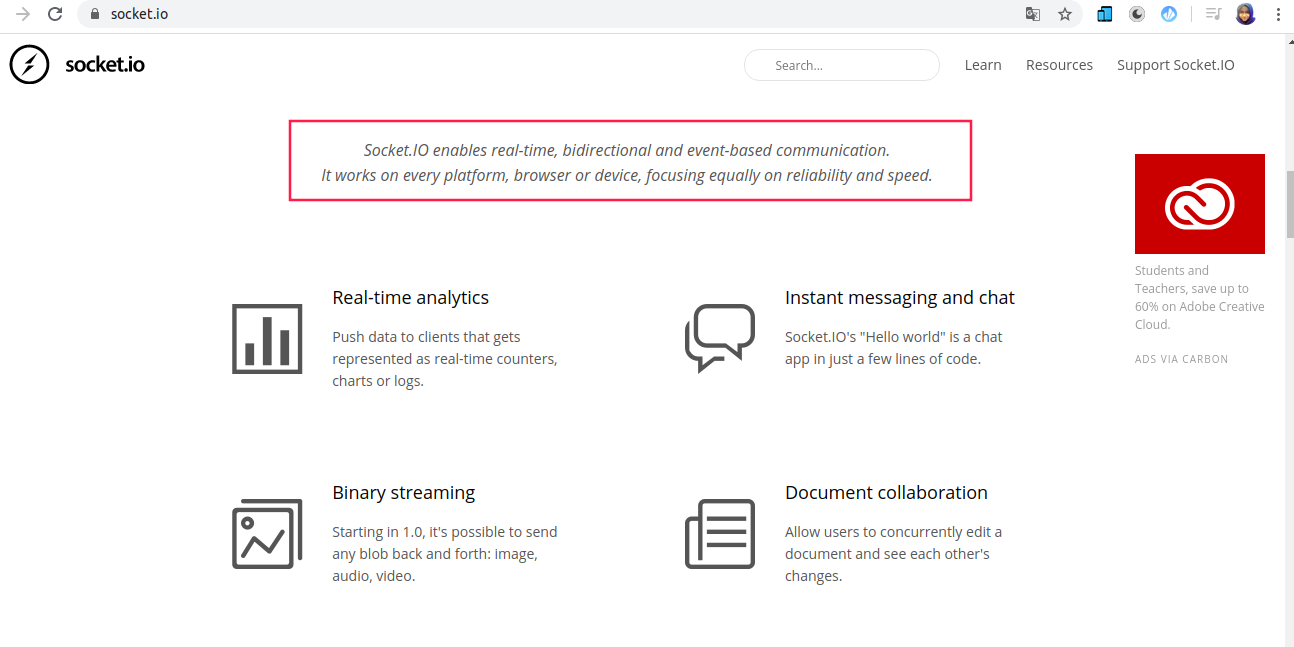 socket.io
socket.io
Search...
Learn
Resources
Support Socket.IO
Socket.IO enables real-time, bidirectional and event-based communication.
It works on every platform, browser or device, focusing equally on reliability and speed.
Real-time analytics
Push data to clients that gets
represented as real-time counters,
charts or logs.
Instant messaging and chat
Socket.IO's "Hello world" is a chat
app in just a few lines of code.
Students and
Teachers, save up to
60% on Adobe Creative
Cloud.
ADS VIA CARBON
Binary streaming
Starting in 1.0, it's possible to send
any blob back and forth: image,
audio, video.
Document collaboration
Allow users to concurrently edit a
document and see each other's
changes.